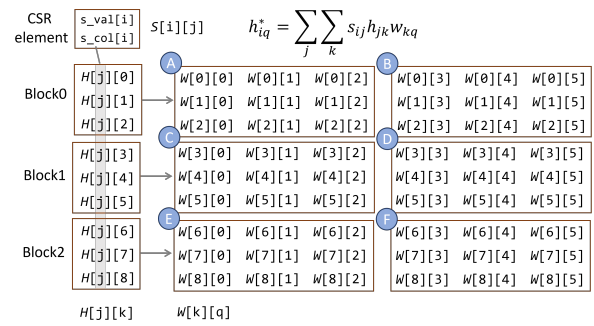 CSR
element
s_val[i]
s_col[i]
S[i][j]
h*iq = ∑j ∑k sij hjk wkq
A
B
Block0
H[j][0]
H[j][1]
H[j][2]
W[0][0] W[0][1] W[0][2] W[0][3] W[0][4] W[0][5]
W[1][0] W[1][1] W[1][2] W[1][3] W[1][4] W[1][5]
W[2][0] W[2][1] W[2][2] W[2][3] W[2][4] W[2][5]
C
D
Block1
H[j][3]
H[j][4]
H[j][5]
W[3][0] W[3][1] W[3][2] W[3][3] W[3][4] W[3][5]
W[4][0] W[4][1] W[4][2] W[4][3] W[4][4] W[4][5]
W[5][0] W[5][1] W[5][2] W[5][3] W[5][4] W[5][5]
E
F
Block2
H[j][6]
H[j][7]
H[j][8]
W[6][0] W[6][1] W[6][2] W[6][3] W[6][4] W[6][5]
W[7][0] W[7][1] W[7][2] W[7][3] W[7][4] W[7][5]
W[8][0] W[8][1] W[8][2] W[8][3] W[8][4] W[8][5]
H[j][k]
W[k][q]